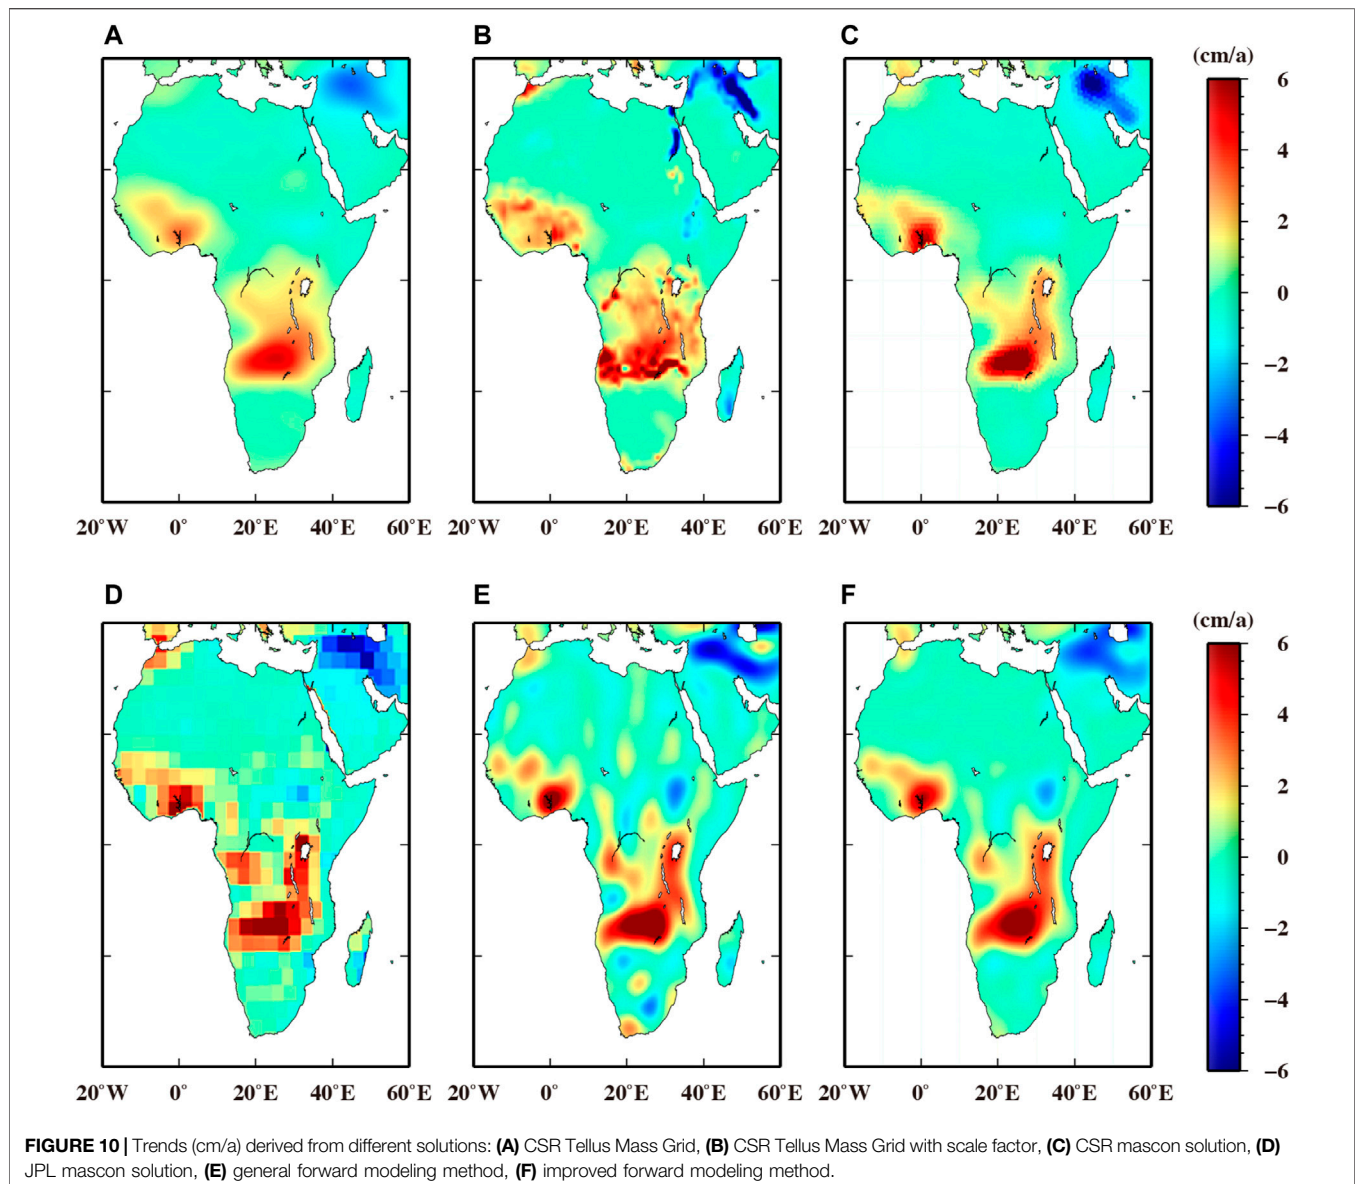 A
B
C
(cm/a)
6
4
2
0
−2
−4
−6
20°W 0° 20°E 40°E 60°E
20°W 0° 20°E 40°E 60°E
20°W 0° 20°E 40°E 60°E
D
E
F
(cm/a)
6
4
2
0
−2
−4
−6
20°W 0° 20°E 40°E 60°E
20°W 0° 20°E 40°E 60°E
20°W 0° 20°E 40°E 60°E
FIGURE 10 | Trends (cm/a) derived from different solutions: (A) CSR Tellus Mass Grid, (B) CSR Tellus Mass Grid with scale factor, (C) CSR mascon solution, (D)
JPL mascon solution, (E) general forward modeling method, (F) improved forward modeling method.